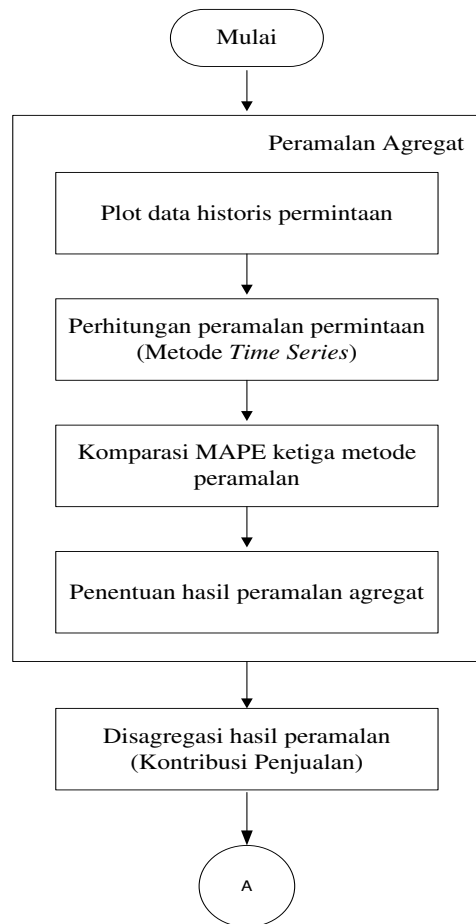 Mulai
Peramalan Agregat
Plot data historis permintaan
Perhitungan peramalan permintaan
(Metode Time Series)
Komparasi MAPE ketiga metode
peramalan
Penentuan hasil peramalan agregat
Disagregasi hasil peramalan
(Kontribusi Penjualan)
A